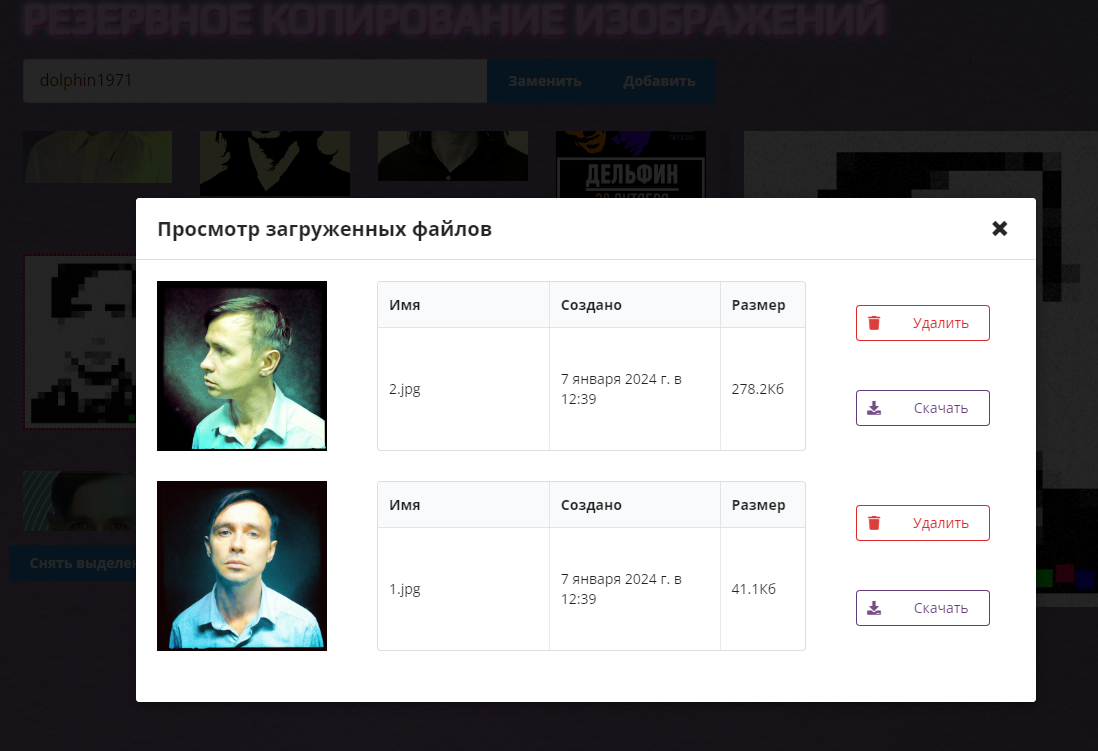 РЕЗЕРВНОЕ КОПИРОВАНИЕ ИЗОБРАЖЕНИЙ
dolphin1971
Заменить
Добавить
ДЕЛЬФИН
Просмотр загруженных файлов
Имя
Создано
Размер
2.jpg
7 января 2024 г. в
12:39
278.2Кб
Удалить
Скачать
Имя
Создано
Размер
1.jpg
7 января 2024 г. в
12:39
41.1Кб
Удалить
Скачать
Снять